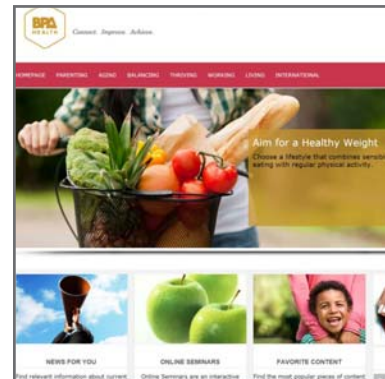 BPA
HEALTH
Connect. Improve. Achieve.
HOMEPAGE PARENTING AGING BALANCING THRIVING WORKING LIVING INTERNATIONAL
Aim for a Healthy Weight
Choose a lifestyle that combines sensib
eating with regular physical activity.
NEWS FOR YOU
Find relevant information about current
ONLINE SEMINARS
Online Seminars are an interactive
FAVORITE CONTENT
Find the most popular pieces of content